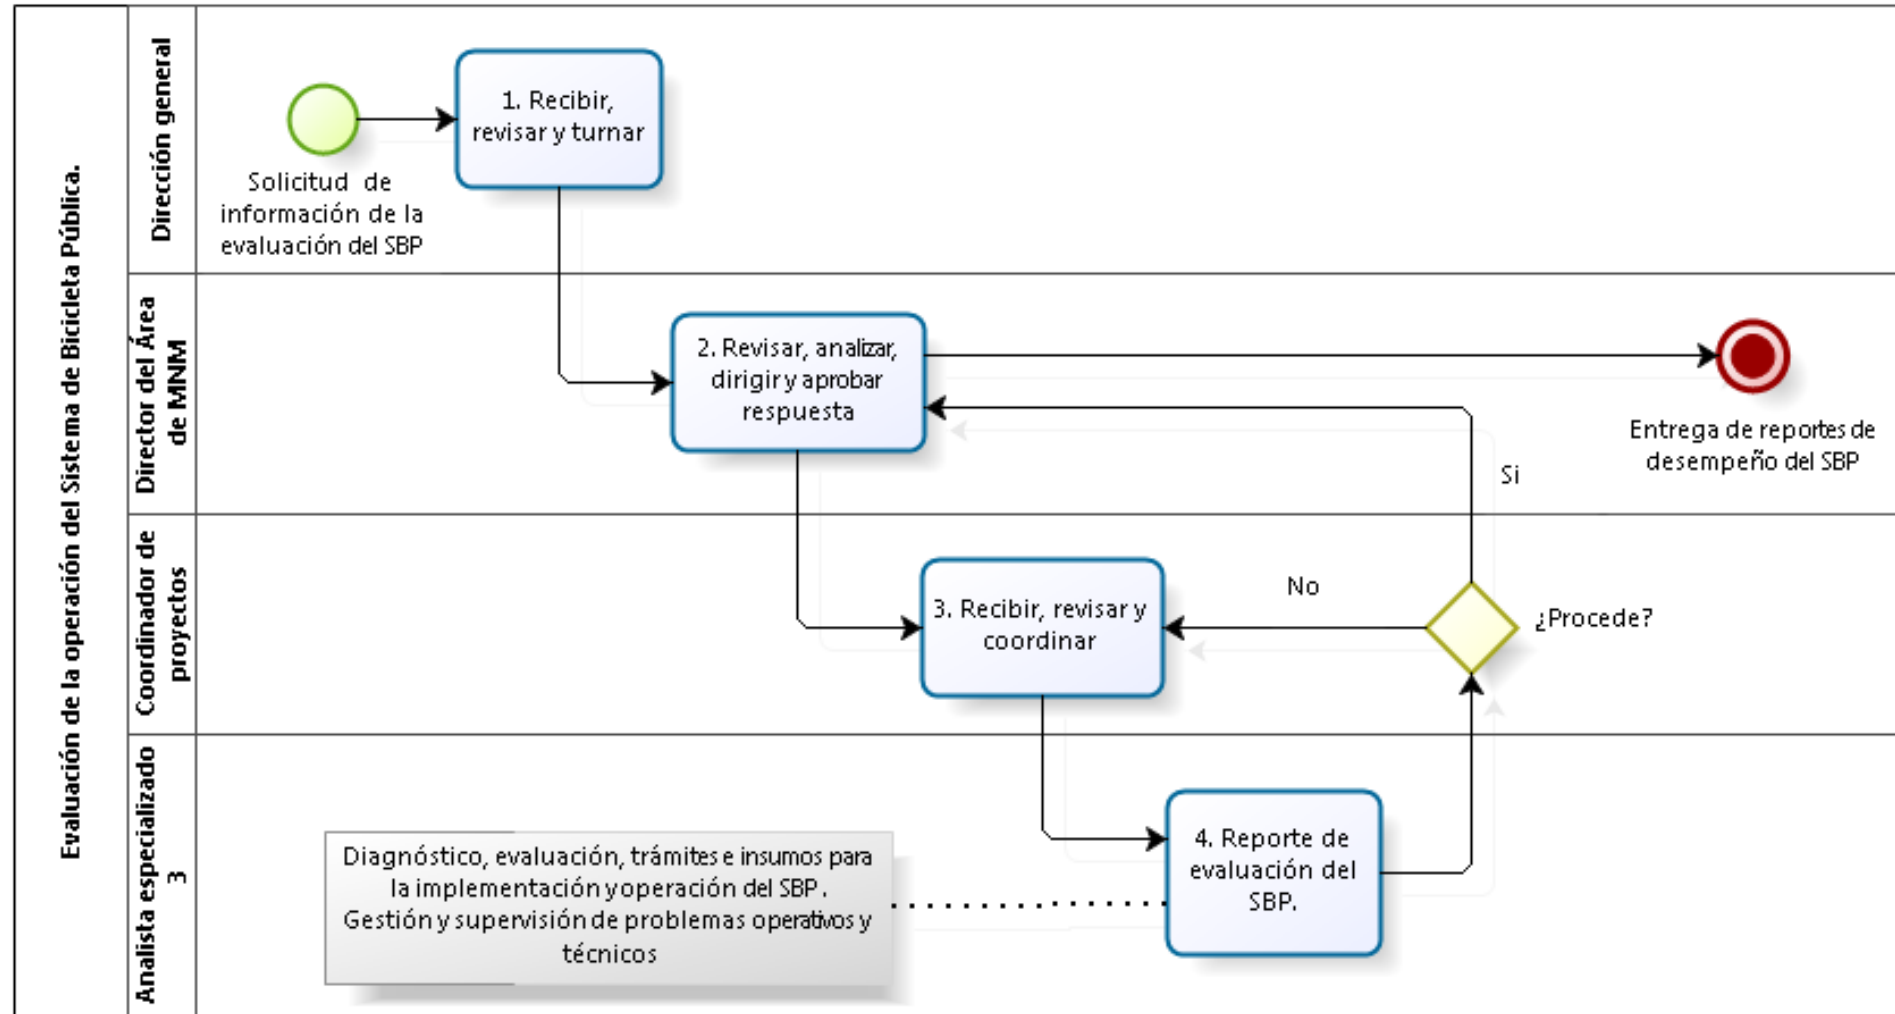 Evaluación de la operación del Sistema de Bicicleta Pública.
Dirección general
Solicitud de
información de la
evaluación del SBP
1. Recibir,
revisar y turnar
Director del Área
de MNM
2. Revisar, analizar,
dirigir y aprobar
respuesta
Entrega de reportes de
desempeño del SBP
Si
Coordinador de
proyectos
3. Recibir, revisar y
coordinar
No
¿Procede?
Analista especializado
3
Diagnóstico, evaluación, trámites e insumos para
la implementación y operación del SBP.
Gestión y supervisión de problemas operativos y
técnicos
4. Reporte de
evaluación del
SBP.